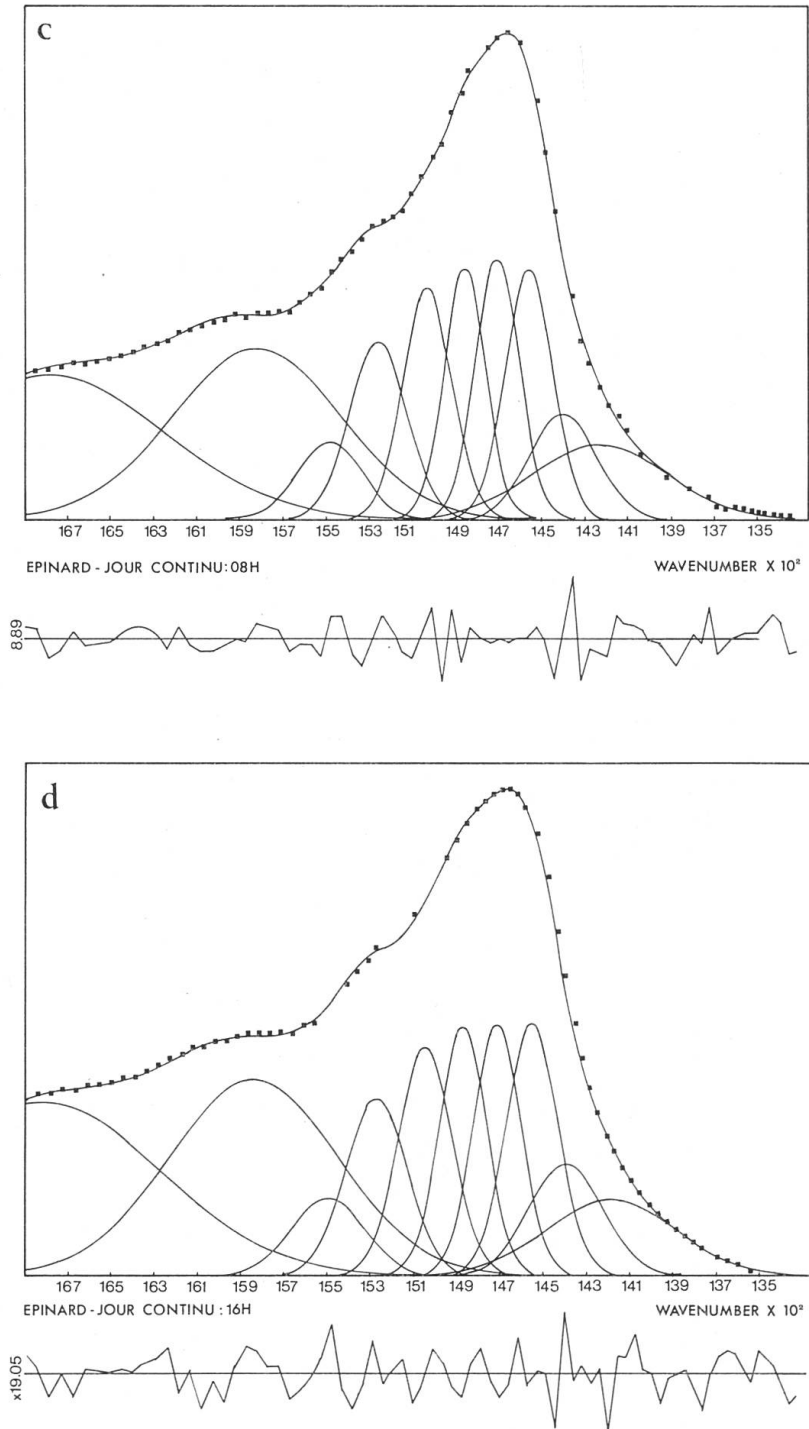 c
167 165 163 161 159 157 155 153 151 149 147 145 143 141 139 137 135
EPINARD - JOUR CONTINU: 08H WAVENUMBER X 10²
8.89
d
167 165 163 161 159 157 155 153 151 149 147 145 143 141 139 137 135
EPINARD - JOUR CONTINU : 16H WAVENUMBER X 10²
x19.05